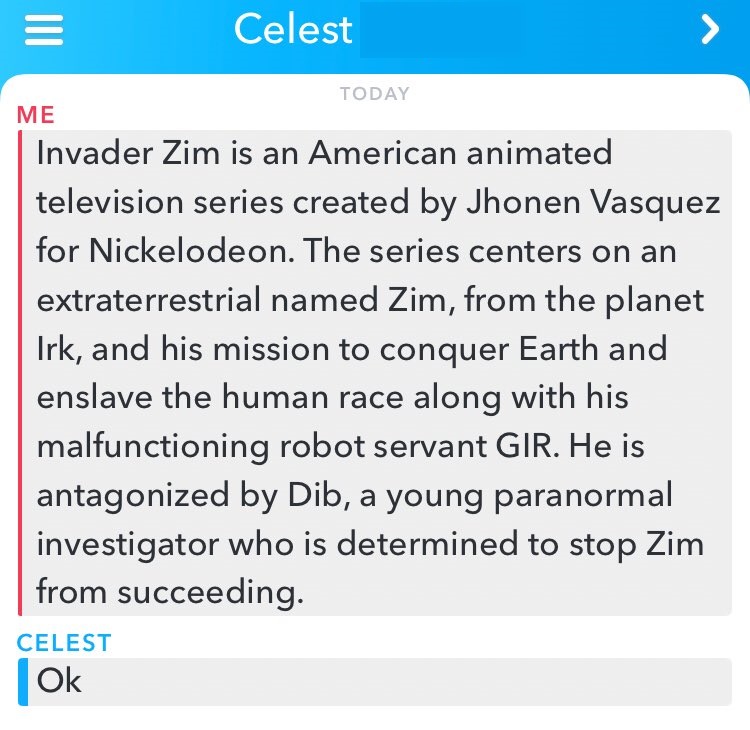 Celest
TODAY
ME
Invader Zim is an American animated
television series created by Jhonen Vasquez
for Nickelodeon. The series centers on an
extraterrestrial named Zim, from the planet
Irk, and his mission to conquer Earth and
enslave the human race along with his
malfunctioning robot servant GIR. He is
antagonized by Dib, a young paranormal
investigator who is determined to stop Zim
from succeeding.
CELEST
Ok